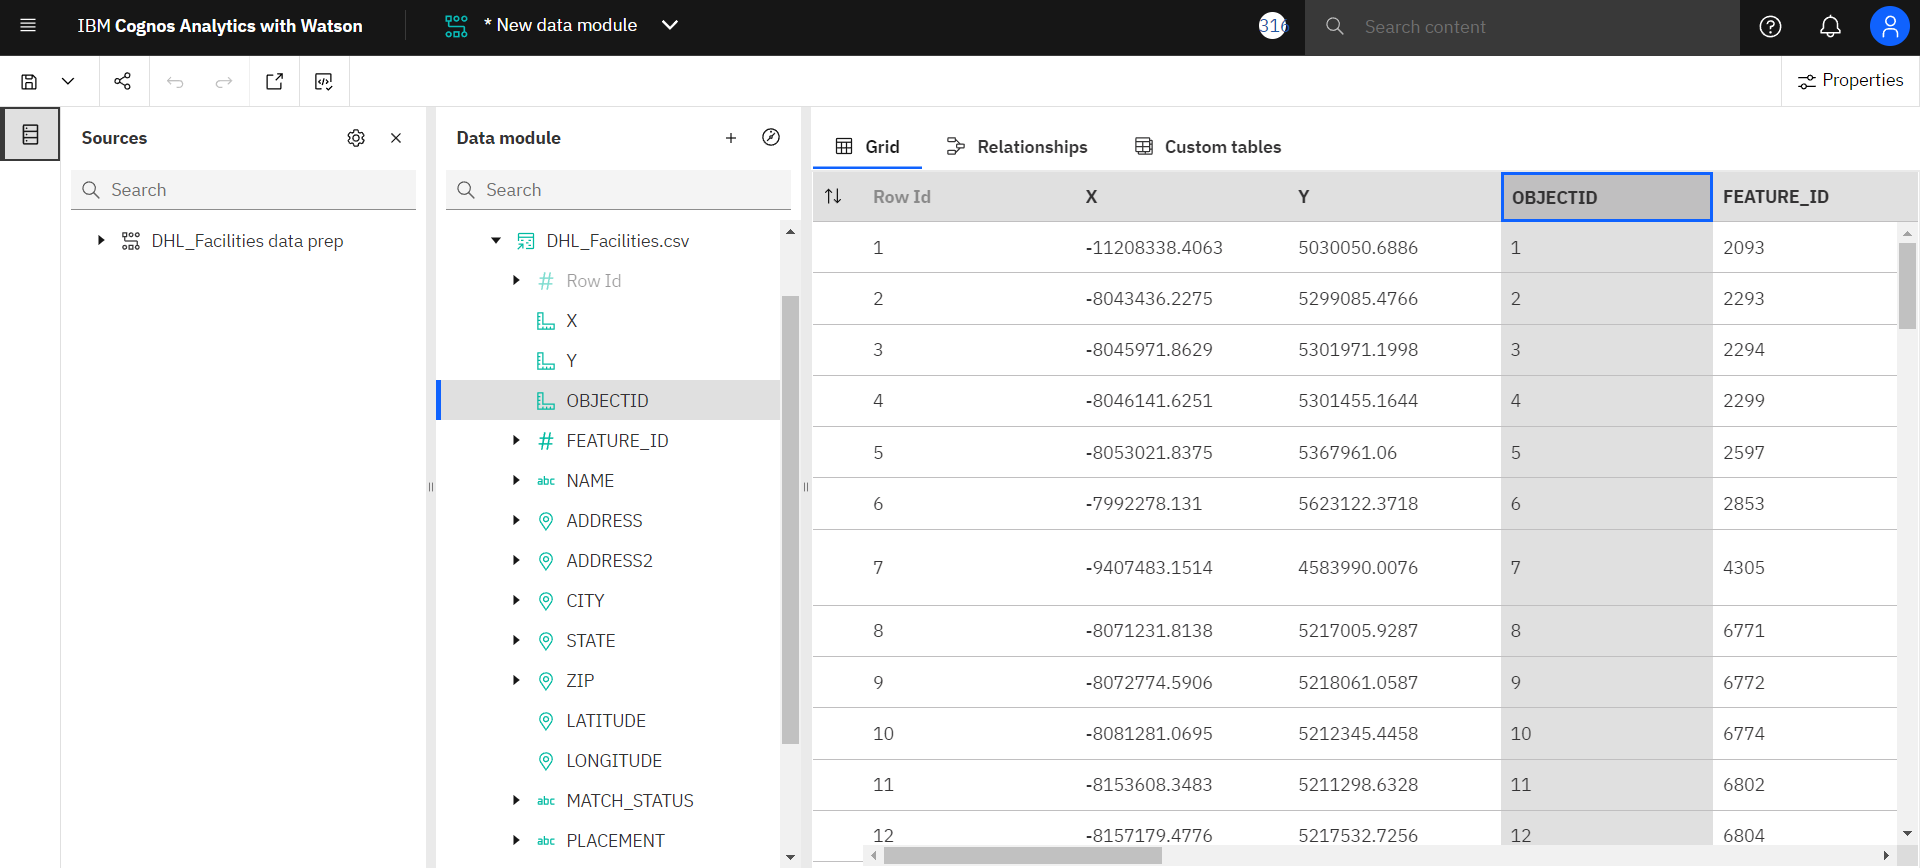 IBM Cognos Analytics with Watson
* New data module
316
Search content
Properties
Sources
Search
DHL_Facilities data prep
Data module
Search
DHL_Facilities.csv
Row Id
X
Y
OBJECTID
FEATURE_ID
abc NAME
ADDRESS
ADDRESS2
CITY
STATE
ZIP
LATITUDE
LONGITUDE
abc MATCH_STATUS
abc PLACEMENT
Grid Relationships Custom tables
Row Id X Y OBJECTID FEATURE_ID
1 -11208338.4063 5030050.6886 1 2093
2 -8043436.2275 5299085.4766 2 2293
3 -8045971.8629 5301971.1998 3 2294
4 -8046141.6251 5301455.1644 4 2299
5 -8053021.8375 5367961.06 5 2597
6 -7992278.131 5623122.3718 6 2853
7 -9407483.1514 4583990.0076 7 4305
8 -8071231.8138 5217005.9287 8 6771
9 -8072774.5906 5218061.0587 9 6772
10 -8081281.0695 5212345.4458 10 6774
11 -8153608.3483 5211298.6328 11 6802
12 -8157179.4776 5217532.7256 12 6804